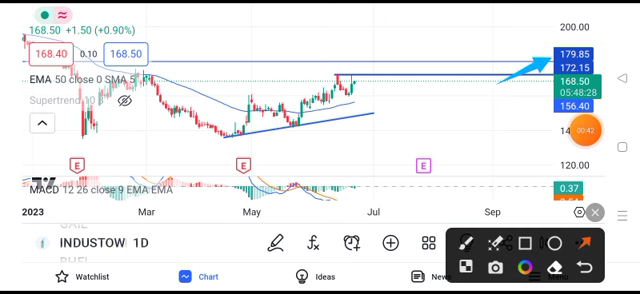 168.50 +1.50 (+0.90%)
200.00
168.40 0.10 168.50
179.85
172.15
EMA 50 close 0 SMA 5
168.50
05:48:28
Supertrend 10
156.40
00:42
120.00
E E E
MACD 12 26 close 9 EMA EMA
0.37
2023 Mar May Jul Sep
INDUSTOW 1D
Watchlist Chart Ideas News Menu